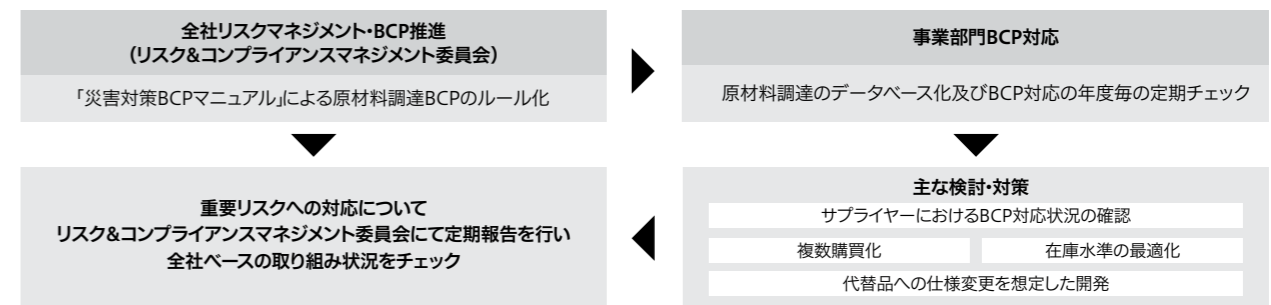 全社リスクマネジメント・BCP推進
（リスク&コンプライアンスマネジメント委員会）
「災害対策BCPマニュアル」による原材料調達BCPのルール化
事業部門BCP対応
原材料調達のデータベース化及びBCP対応の年度毎の定期チェック
主な検討・対策
サプライヤーにおけるBCP対応状況の確認
複数購買化
在庫水準の最適化
代替品への仕様変更を想定した開発
重要リスクへの対応について
リスク&コンプライアンスマネジメント委員会にて定期報告を行い
全社ベースの取り組み状況をチェック